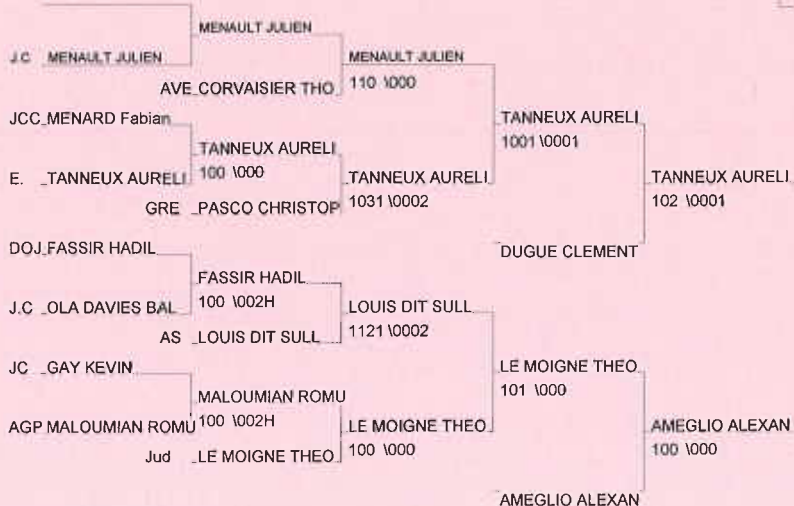 MENAULT JULIEN
J.C MENAULT JULIEN MENAULT JULIEN
AVE CORVAISIER THO 110 \000
JCC MENARD Fabian TANNEUX AURELI
1001 \0001
TANNEUX AURELI
E. TANNEUX AURELI 100 \000 TANNEUX AURELI TANNEUX AURELI
GRE PASCO CHRISTOP 1031 \0002 102 \0001
DOJ FASSIR HADIL DUGUE CLEMENT
FASSIR HADIL
J.C OLA DAVIES BAL 100 \002H LOUIS DIT SULL
AS LOUIS DIT SULL 1121 \0002
JC GAY KEVIN LE MOIGNE THEO
101 \000
MALOUMIAN ROMU
AGP MALOUMIAN ROMU 100 \002H LE MOIGNE THEO AMEGLIO ALEXAN
Jud LE MOIGNE THEO 100 \000 100 \000
AMEGLIO ALEXAN